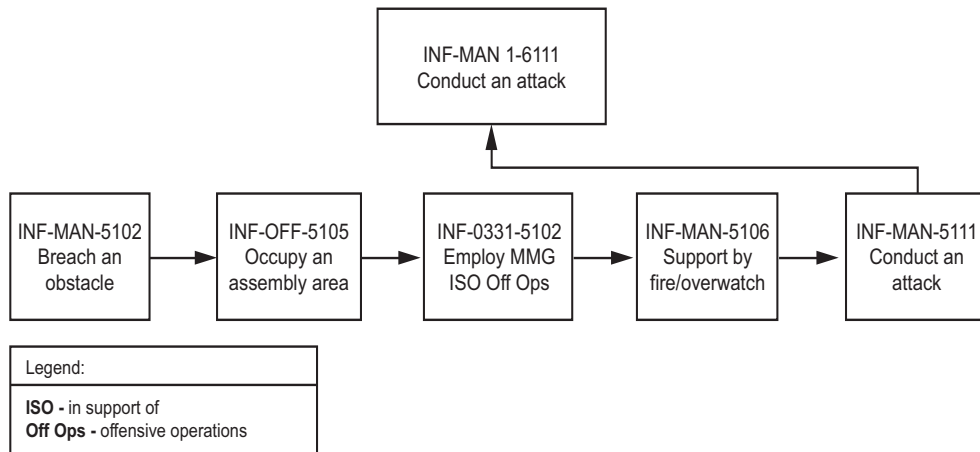 INF-MAN 1-6111
Conduct an attack
INF-MAN-5102
Breach an
obstacle
INF-OFF-5105
Occupy an
assembly area
INF-0331-5102
Employ MMG
ISO Off Ops
INF-MAN-5106
Support by
fire/overwatch
INF-MAN-5111
Conduct an
attack
Legend:
ISO - in support of
Off Ops - offensive operations